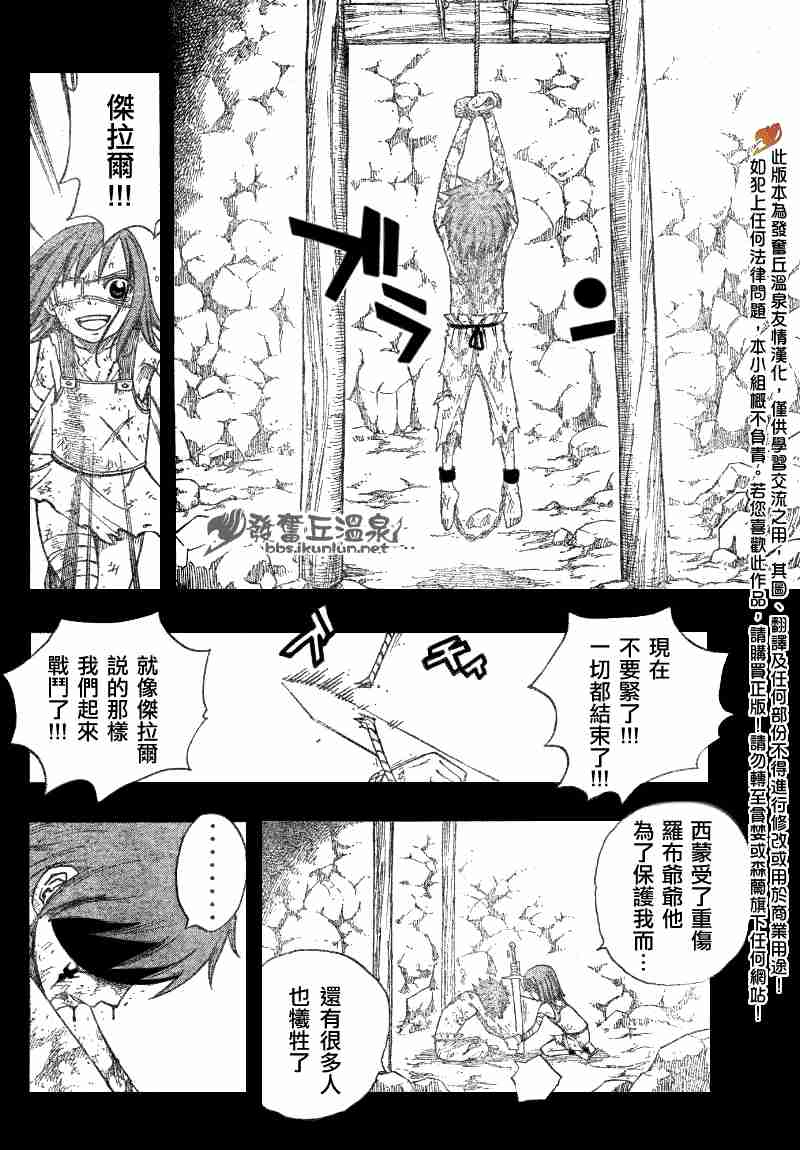 傑拉爾!!!
ドーン
發奮丘溫泉
bbs.ikunlun.net
現在
不要緊了!!!
一切都結束了!!!
就像傑拉爾
說的那樣
我們起來
戰鬥了!!!
西蒙受了重傷
羅布爺爺他
為了保護我而…
還有很多人
也犧牲了
………
此版本為發奮丘溫泉友情漢化，僅供學習交流之用，其圖、翻譯及任何部份不得進行修改或用於商業用途！
如犯上任何法律問題，本小組概不負責。若您喜歡此作品，請購買正版！請勿轉至貪婪或森蘭旗下任何網站！